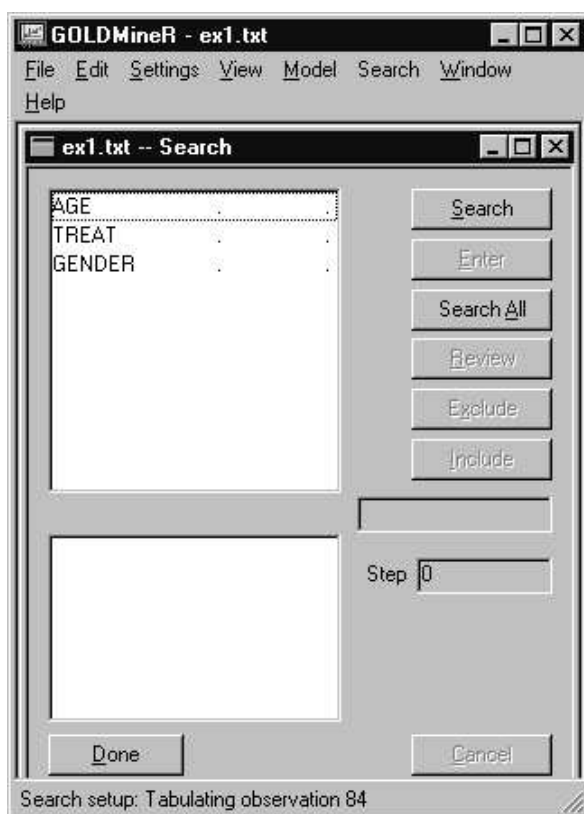 GOLDMineR - ex1.txt
File Edit Settings View Model Search Window
Help
ex1.txt -- Search
AGE . .
TREAT . .
GENDER . .
Search
Enter
Search All
Review
Exclude
Include
Step 0
Done
Cancel
Search setup: Tabulating observation 84